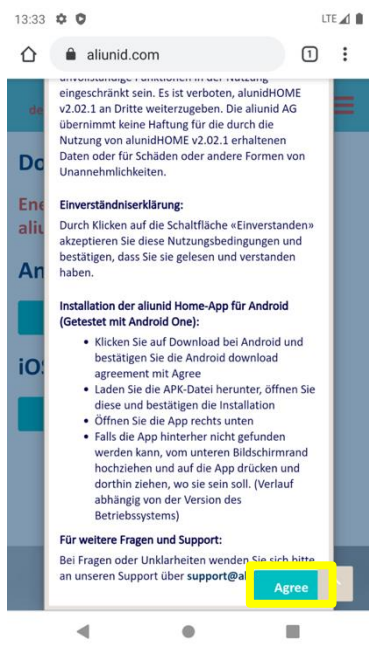 13:33
LTE
aliunid.com
1
unvollständige Funktionen in der Nutzung
eingeschränkt sein. Es ist verboten, alunidHOME
v2.02.1 an Dritte weiterzugeben. Die aliunid AG
übernimmt keine Haftung für die durch die
Nutzung von alunidHOME v2.02.1 erhaltenen
Daten oder für Schäden oder andere Formen von
Unannehmlichkeiten.
de
Do
Ene
aliu
An
iOS
Einverständniserklärung:
Durch Klicken auf die Schaltfläche «Einverstanden»
akzeptieren Sie diese Nutzungsbedingungen und
bestätigen, dass Sie sie gelesen und verstanden
haben.
Installation der aliunid Home-App für Android
(Getestet mit Android One):
• Klicken Sie auf Download bei Android und
bestätigen Sie die Android download
agreement mit Agree
• Laden Sie die APK-Datei herunter, öffnen Sie
diese und bestätigen die Installation
• Öffnen Sie die App rechts unten
• Falls die App hinterher nicht gefunden
werden kann, vom unteren Bildschirmrand
hochziehen und auf die App drücken und
dorthin ziehen, wo sie sein soll. (Verlauf
abhängig von der Version des
Betriebssystems)
Für weitere Fragen und Support:
Bei Fragen oder Unklarheiten wenden Sie sich bitte
an unseren Support über support@al
Agree